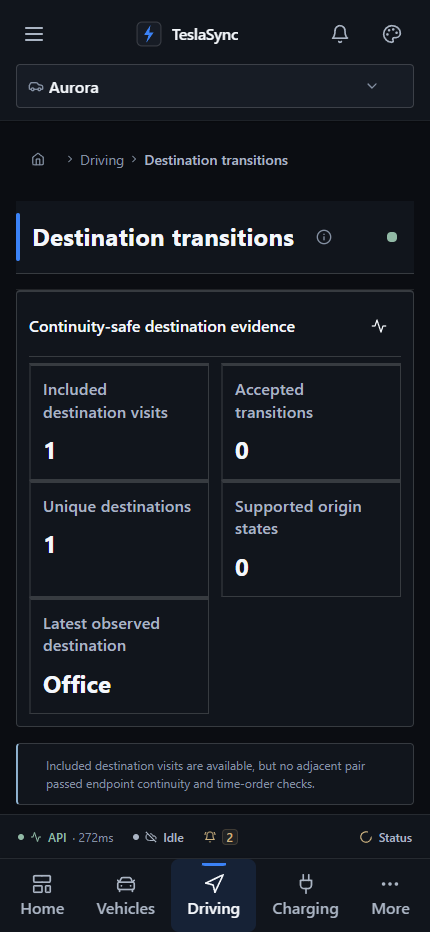 TeslaSync
Aurora
Driving
Destination transitions
Destination transitions
Continuity-safe destination evidence
Included
destination visits
1
Accepted
transitions
0
Unique destinations
1
Supported origin
states
0
Latest observed
destination
Office
Included destination visits are available, but no adjacent pair
passed endpoint continuity and time-order checks.
API · 272ms
Idle
2
Status
Home
Vehicles
Driving
Charging
More